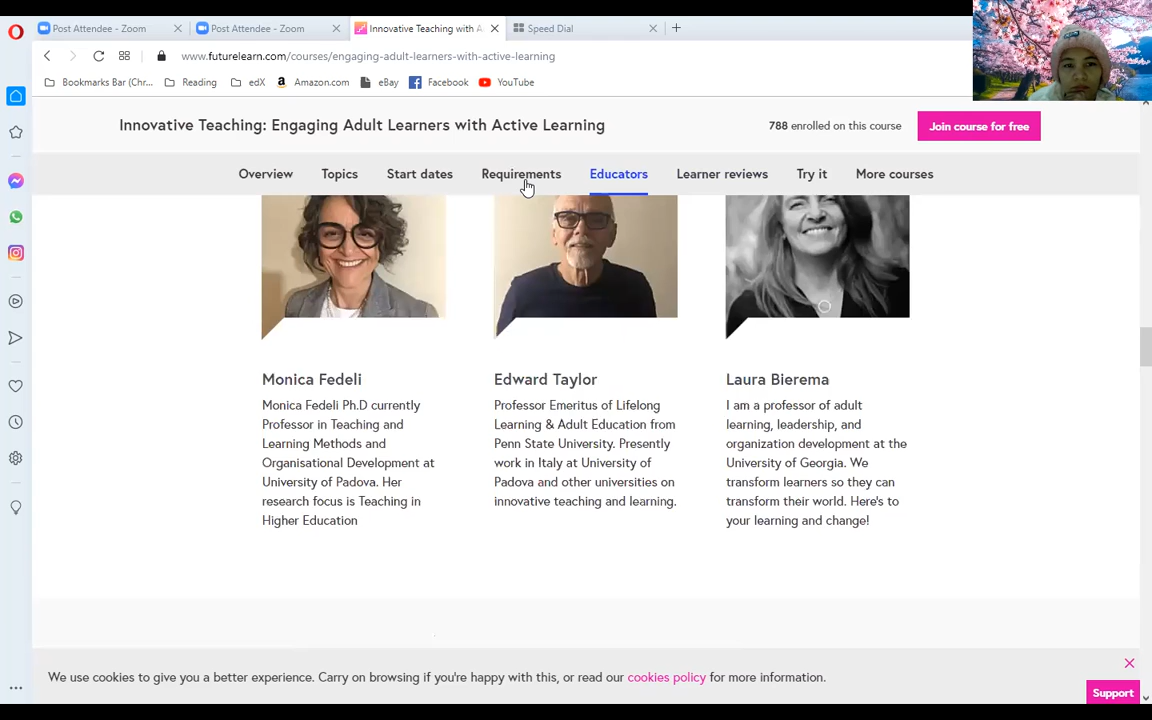 Post Attendee - Zoom
Post Attendee - Zoom
Innovative Teaching with A
Speed Dial
www.futurelearn.com/courses/engaging-adult-learners-with-active-learning
Bookmarks Bar (Chr...
Reading
edX
Amazon.com
eBay
Facebook
YouTube
Innovative Teaching: Engaging Adult Learners with Active Learning
788 enrolled on this course
Join course for free
Overview
Topics
Start dates
Requirements
Educators
Learner reviews
Try it
More courses
Monica Fedeli
Monica Fedeli Ph.D currently
Professor in Teaching and
Learning Methods and
Organisational Development at
University of Padova. Her
research focus is Teaching in
Higher Education
Edward Taylor
Professor Emeritus of Lifelong
Learning & Adult Education from
Penn State University. Presently
work in Italy at University of
Padova and other universities on
innovative teaching and learning.
Laura Bierema
I am a professor of adult
learning, leadership, and
organization development at the
University of Georgia. We
transform learners so they can
transform their world. Here's to
your learning and change!
We use cookies to give you a better experience. Carry on browsing if you're happy with this, or read our cookies policy for more information.
Support